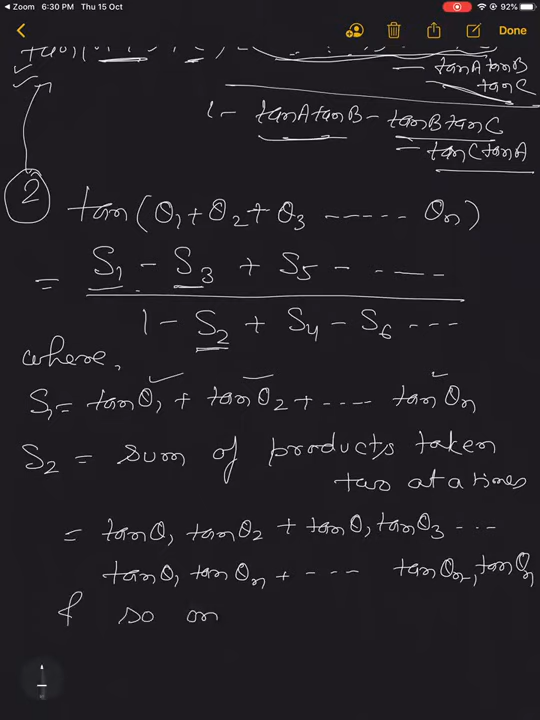 Zoom 6:30 PM Thu 15 Oct 92%
Done
- tanA tanB
tanC
1 - tanA tanB - tanB tanC
- tanC tanA
2 tan(θ1 + θ2 + θ3 ------ θn)
= S1 - S3 + S5 - ------
1 - S2 + S4 - S6 ---
where,
S1 = tanθ1 + tanθ2 + ---- tanθn
S2 = sum of products taken
two at a times
= tanθ1 tanθ2 + tanθ1 tanθ3 ---
tanθ1 tanθn + ---- tanθn-1 tanθn
& so on